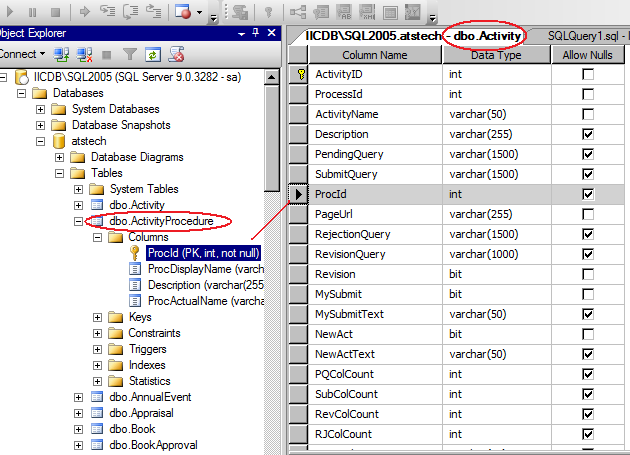 Object Explorer
Connect
IICDB\SQL2005 (SQL Server 9.0.3282 - sa)
Databases
System Databases
Database Snapshots
atstech
Database Diagrams
Tables
System Tables
dbo.Activity
dbo.ActivityProcedure
Columns
ProcId (PK, int, not null)
ProcDisplayName (varch
Description (varchar(255
ProcActualName (varch
Keys
Constraints
Triggers
Indexes
Statistics
dbo.AnnualEvent
dbo.Appraisal
dbo.Book
dbo.BookApproval
IICDB\SQL2005.atstech - dbo.Activity SQLQuery1.sql -
Column Name Data Type Allow Nulls
ActivityID int
ProcessId int
ActivityName varchar(50)
Description varchar(255)
PendingQuery varchar(1500)
SubmitQuery varchar(1500)
ProcId int
PageUrl varchar(255)
RejectionQuery varchar(1500)
RevisionQuery varchar(1000)
Revision bit
MySubmit bit
MySubmitText varchar(50)
NewAct bit
NewActText varchar(50)
PQColCount int
SubColCount int
RevColCount int
RJColCount int